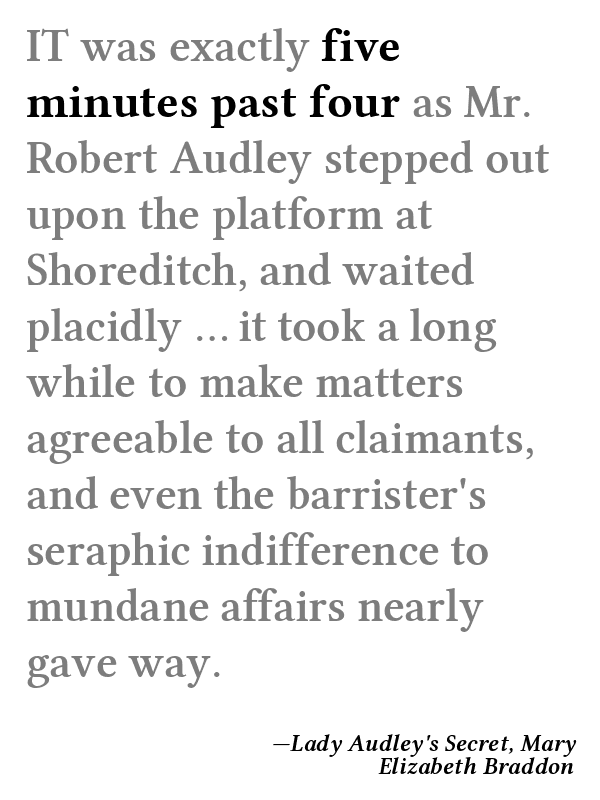 IT was exactly five
minutes past four as Mr.
Robert Audley stepped out
upon the platform at
Shoreditch, and waited
placidly ... it took a long
while to make matters
agreeable to all claimants,
and even the barrister's
seraphic indifference to
mundane affairs nearly
gave way.
—Lady Audley's Secret, Mary
Elizabeth Braddon